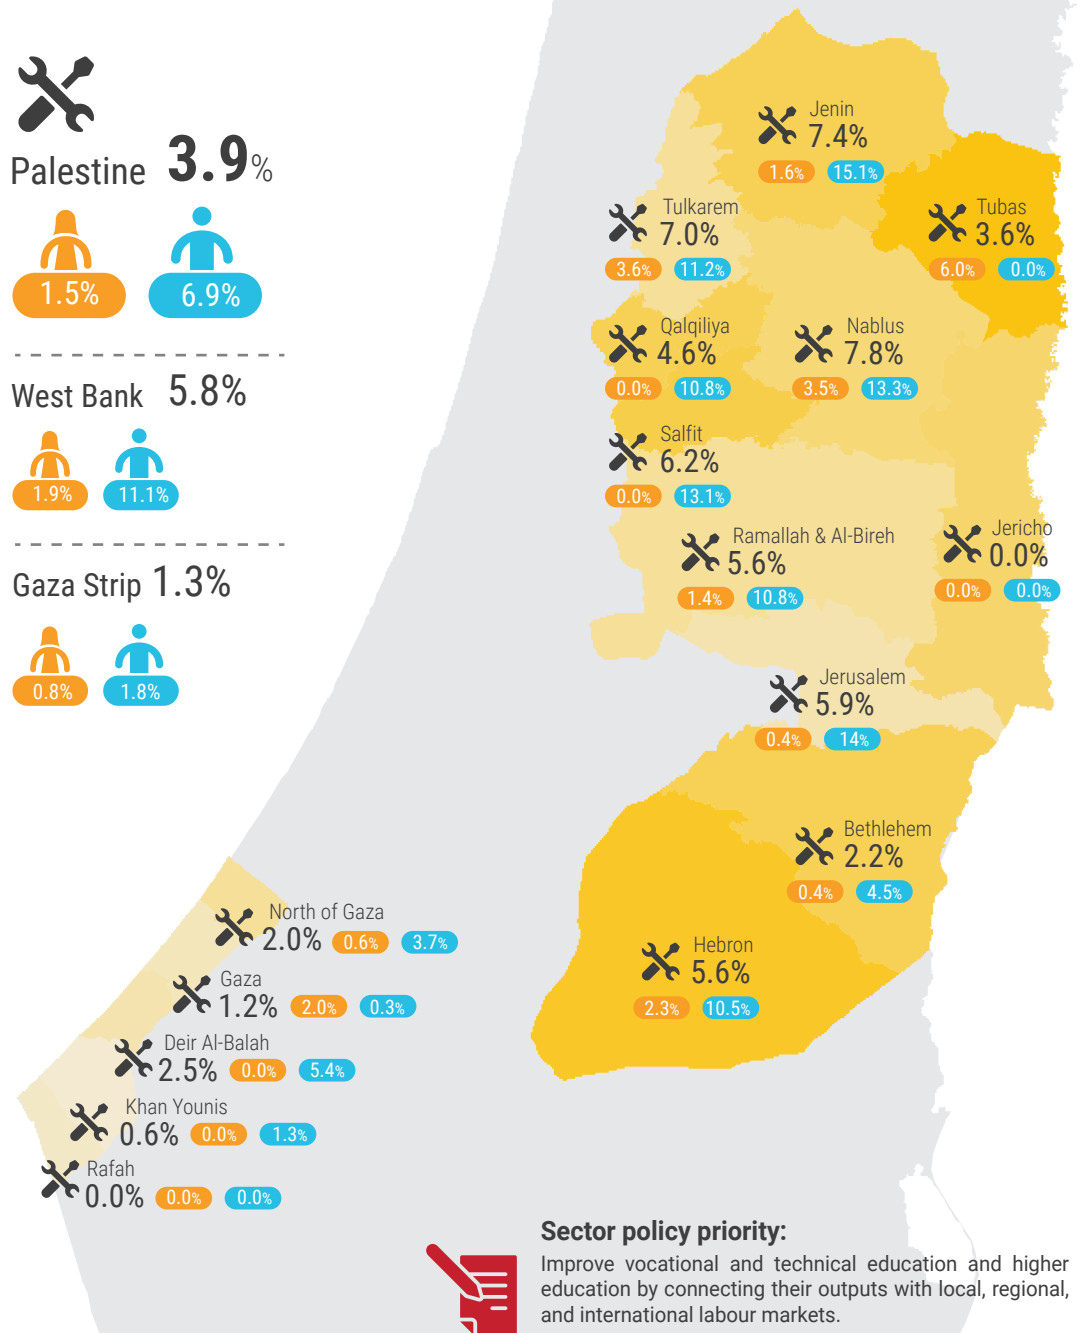 Palestine 3.9%
1.5% 6.9%
West Bank 5.8%
1.9% 11.1%
Gaza Strip 1.3%
0.8% 1.8%
Jenin
7.4%
1.6% 15.1%
Tulkarem
7.0%
3.6% 11.2%
Tubas
3.6%
6.0% 0.0%
Qalqiliya
4.6%
0.0% 10.8%
Nablus
7.8%
3.5% 13.3%
Salfit
6.2%
0.0% 13.1%
Ramallah & Al-Bireh
5.6%
1.4% 10.8%
Jericho
0.0%
0.0% 0.0%
Jerusalem
5.9%
0.4% 14%
Bethlehem
2.2%
0.4% 4.5%
Hebron
5.6%
2.3% 10.5%
North of Gaza
2.0% 0.6% 3.7%
Gaza
1.2% 2.0% 0.3%
Deir Al-Balah
2.5% 0.0% 5.4%
Khan Younis
0.6% 0.0% 1.3%
Rafah
0.0% 0.0% 0.0%
Sector policy priority:
Improve vocational and technical education and higher
education by connecting their outputs with local, regional,
and international labour markets.